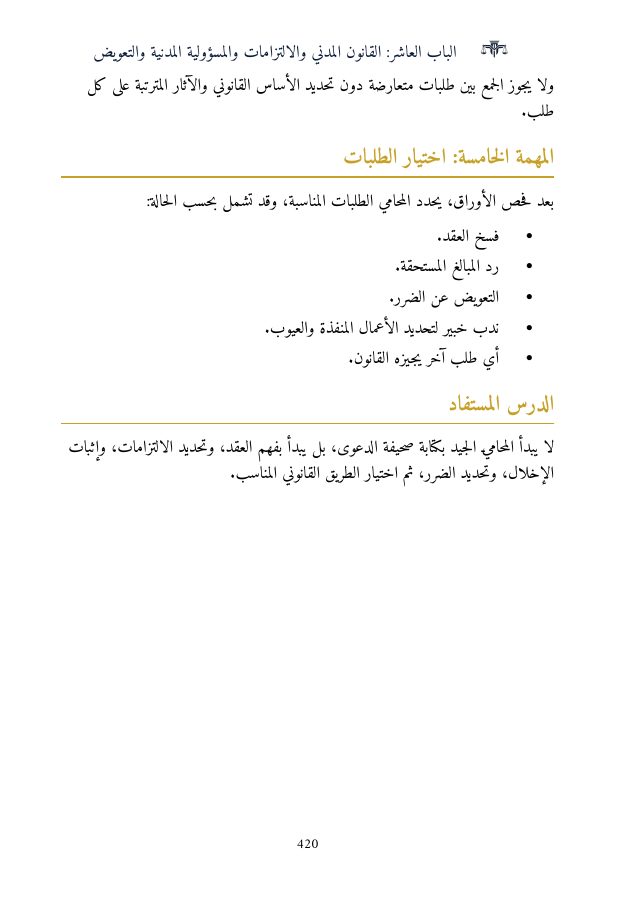 الباب العاشر: القانون المدني والالتزامات والمسؤولية المدنية والتعويض
ولا يجوز الجمع بين طلبات متعارضة دون تحديد الأساس القانوني والآثار المترتبة على كل
طلب.
المهمة الخامسة: اختيار الطلبات
بعد فحص الأوراق، يحدد المحامي الطلبات المناسبة، وقد تشمل بحسب الحالة:
• فسخ العقد.
• رد المبالغ المستحقة.
• التعويض عن الضرر.
• ندب خبير لتحديد الأعمال المنفذة والعيوب.
• أي طلب آخر يجيزه القانون.
الدرس المستفاد
لا يبدأ المحامي الجيد بكتابة صحيفة الدعوى، بل يبدأ بفهم العقد، وتحديد الالتزامات، وإثبات
الإخلال، وتحديد الضرر، ثم اختيار الطريق القانوني المناسب.
420